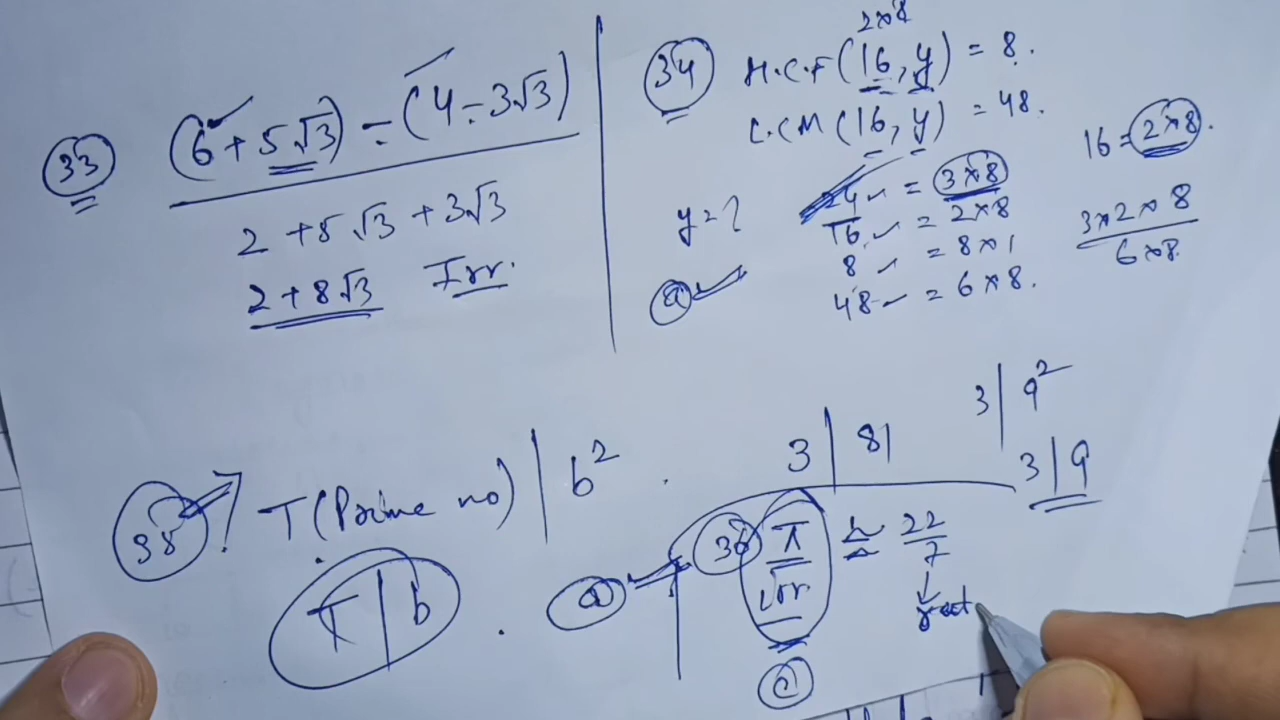 33
(6 + 5√3) - (4 - 3√3)
2 + 5√3 + 3√3
2 + 8√3 Irr.
34
2×8
H.C.F (16, y) = 8.
L.C.M (16, y) = 48.
y = ?
24 = 3×8
16 = 2×8
8 = 8×1
48 = 6×8.
16 = 2×8.
3×2×8
6×8.
a
T (Prime no) | b²
T | b
a
3 | 81
3 | 9²
3 | 9
36
π ≃ 22/7
irr